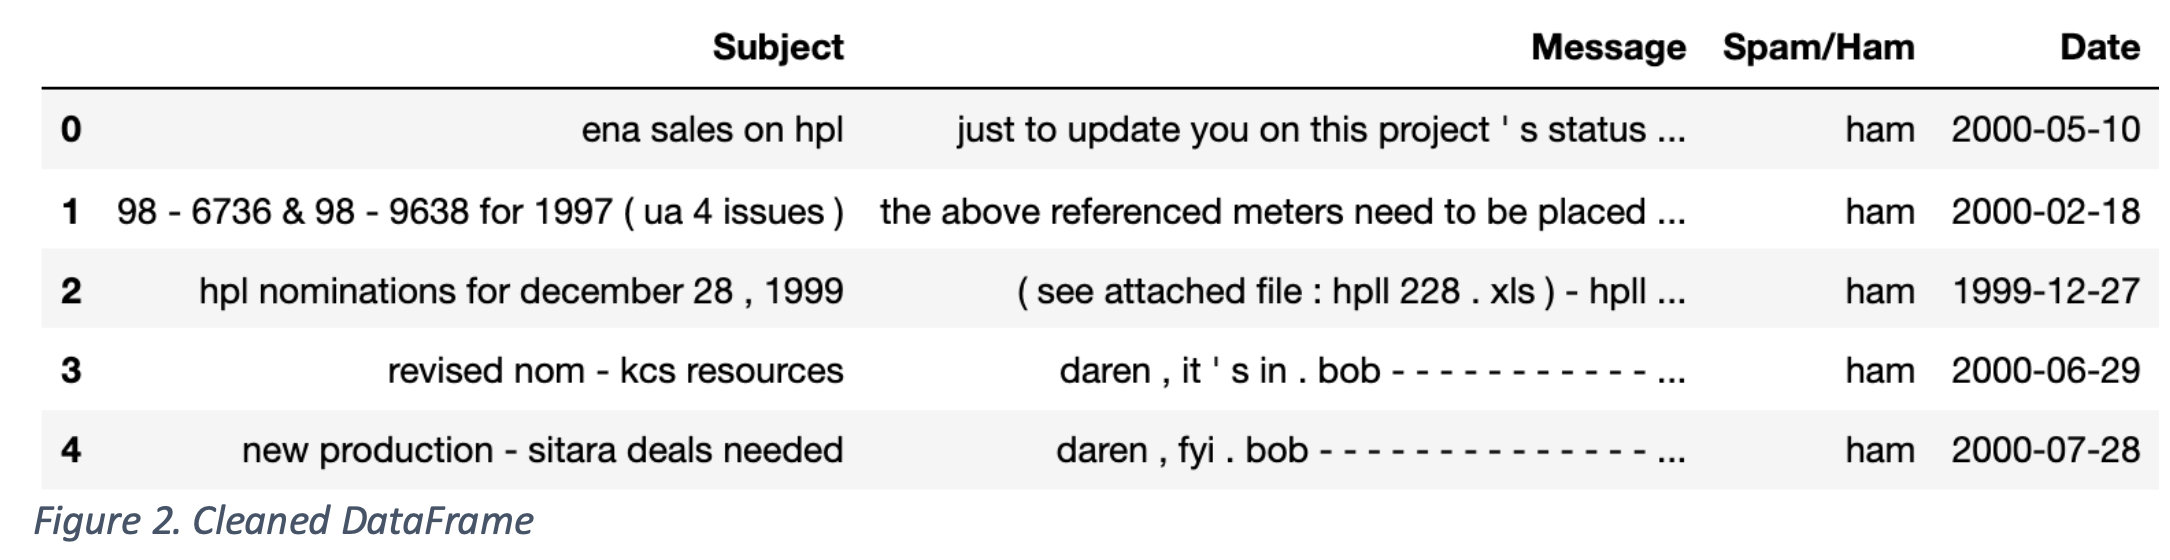 Subject Message Spam/Ham Date
0 ena sales on hpl just to update you on this project ' s status ... ham 2000-05-10
1 98 - 6736 & 98 - 9638 for 1997 ( ua 4 issues ) the above referenced meters need to be placed ... ham 2000-02-18
2 hpl nominations for december 28 , 1999 ( see attached file : hpll 228 . xls ) - hpll ... ham 1999-12-27
3 revised nom - kcs resources daren , it ' s in . bob - - - - - - - - - - - ... ham 2000-06-29
4 new production - sitara deals needed daren , fyi . bob - - - - - - - - - - - - - - ... ham 2000-07-28
Figure 2. Cleaned DataFrame